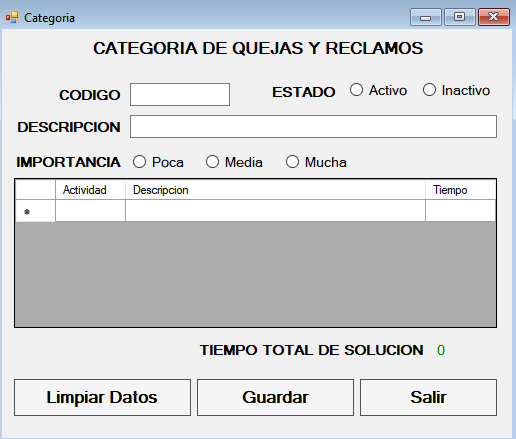 Categoria
CATEGORIA DE QUEJAS Y RECLAMOS
CODIGO ESTADO Activo Inactivo
DESCRIPCION
IMPORTANCIA Poca Media Mucha
Actividad Descripcion Tiempo
*
TIEMPO TOTAL DE SOLUCION 0
Limpiar Datos Guardar Salir